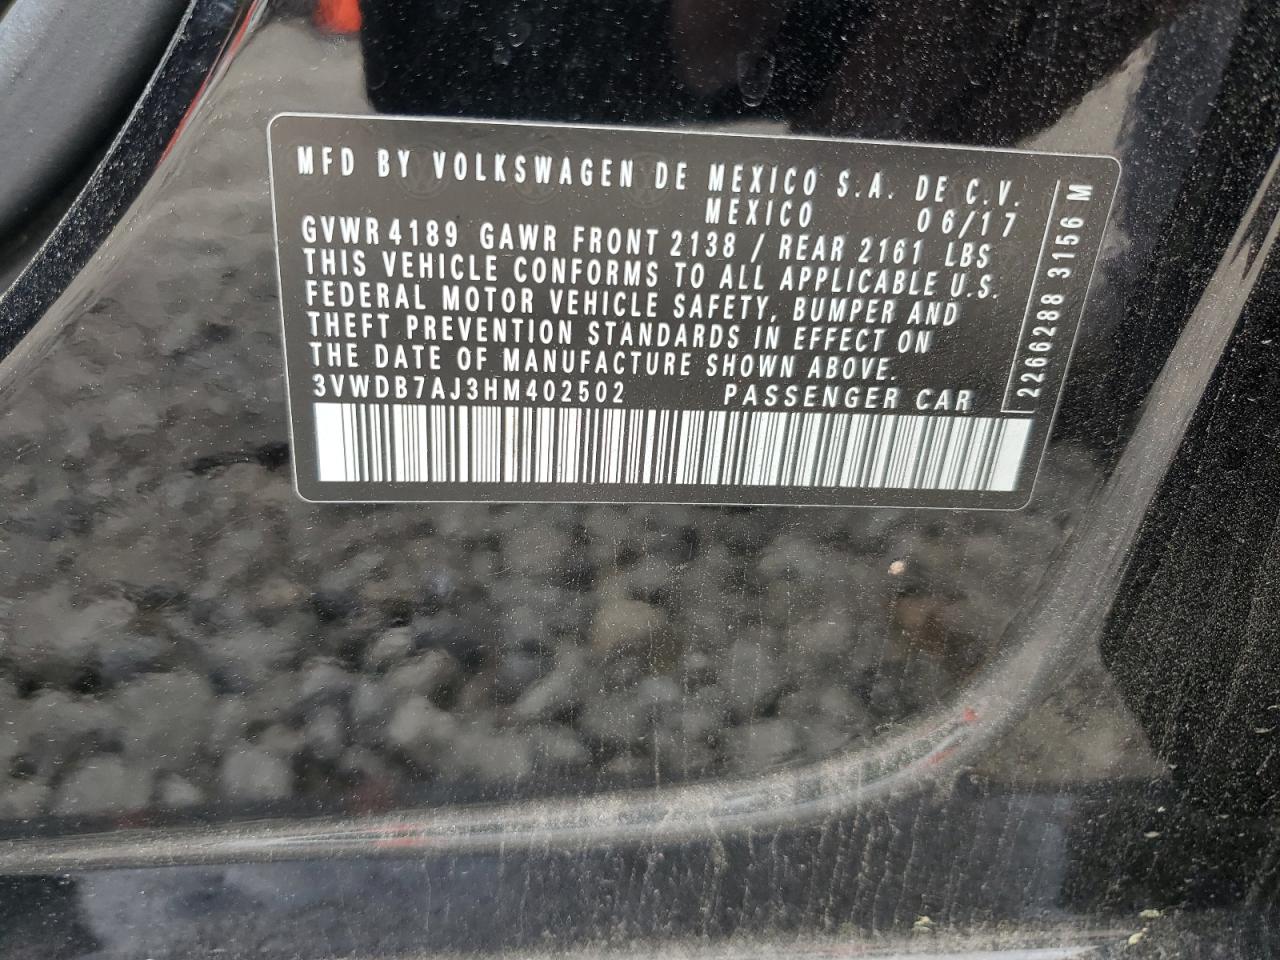 MFD BY VOLKSWAGEN DE MEXICO S.A. DE C.V.
MEXICO 06/17
GVWR 4189 GAWR FRONT 2138 / REAR 2161 LBS
THIS VEHICLE CONFORMS TO ALL APPLICABLE U.S.
FEDERAL MOTOR VEHICLE SAFETY, BUMPER AND
THEFT PREVENTION STANDARDS IN EFFECT ON
THE DATE OF MANUFACTURE SHOWN ABOVE.
3VWDB7AJ3HM402502 PASSENGER CAR
2266288 3156 M